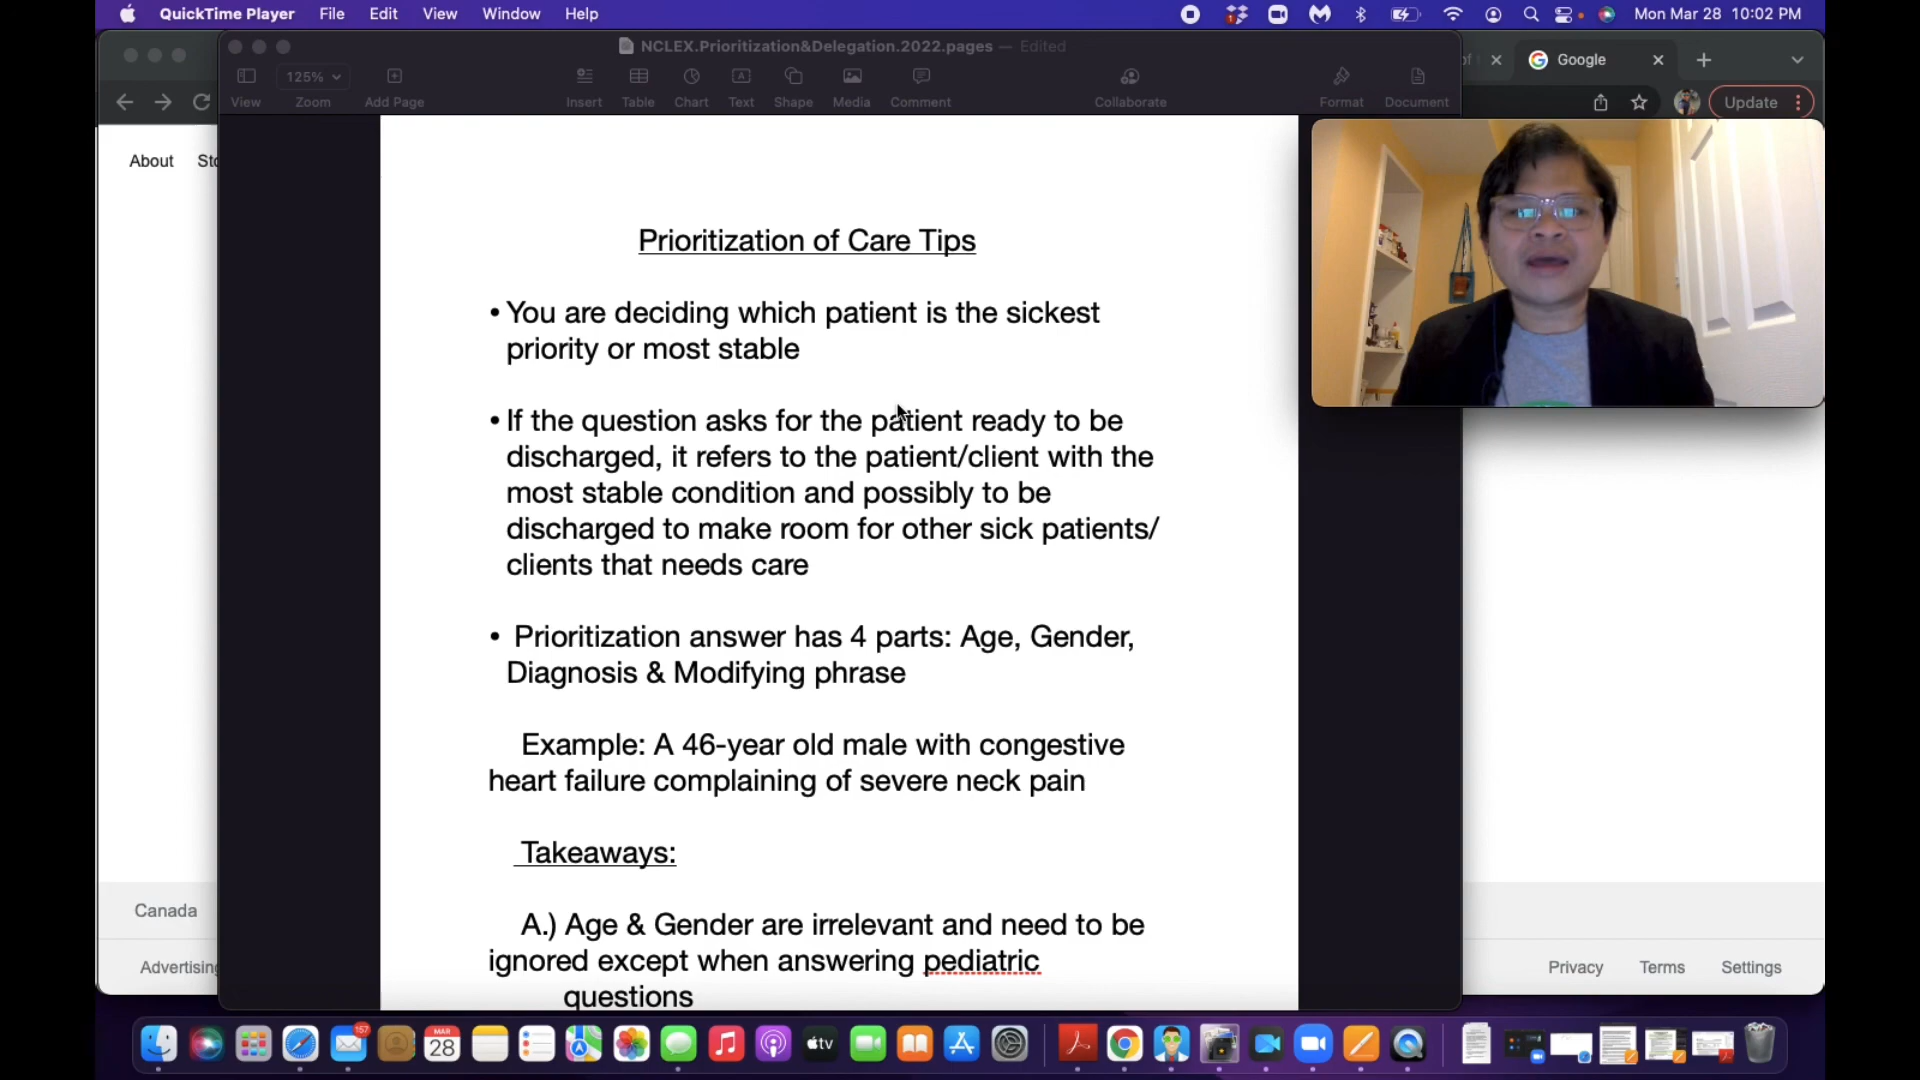 QuickTime Player File Edit View Window Help Mon Mar 28 10:02 PM
NCLEX.Prioritization&Delegation.2022.pages — Edited
Google
125%
View Zoom Add Page Insert Table Chart Text Shape Media Comment Collaborate Format Document
Update
About
Prioritization of Care Tips
• You are deciding which patient is the sickest
priority or most stable
• If the question asks for the patient ready to be
discharged, it refers to the patient/client with the
most stable condition and possibly to be
discharged to make room for other sick patients/
clients that needs care
• Prioritization answer has 4 parts: Age, Gender,
Diagnosis & Modifying phrase
Example: A 46-year old male with congestive
heart failure complaining of severe neck pain
Takeaways:
A.) Age & Gender are irrelevant and need to be
ignored except when answering pediatric
questions
Canada
Advertising
Privacy Terms Settings
157
MAR
28
tv